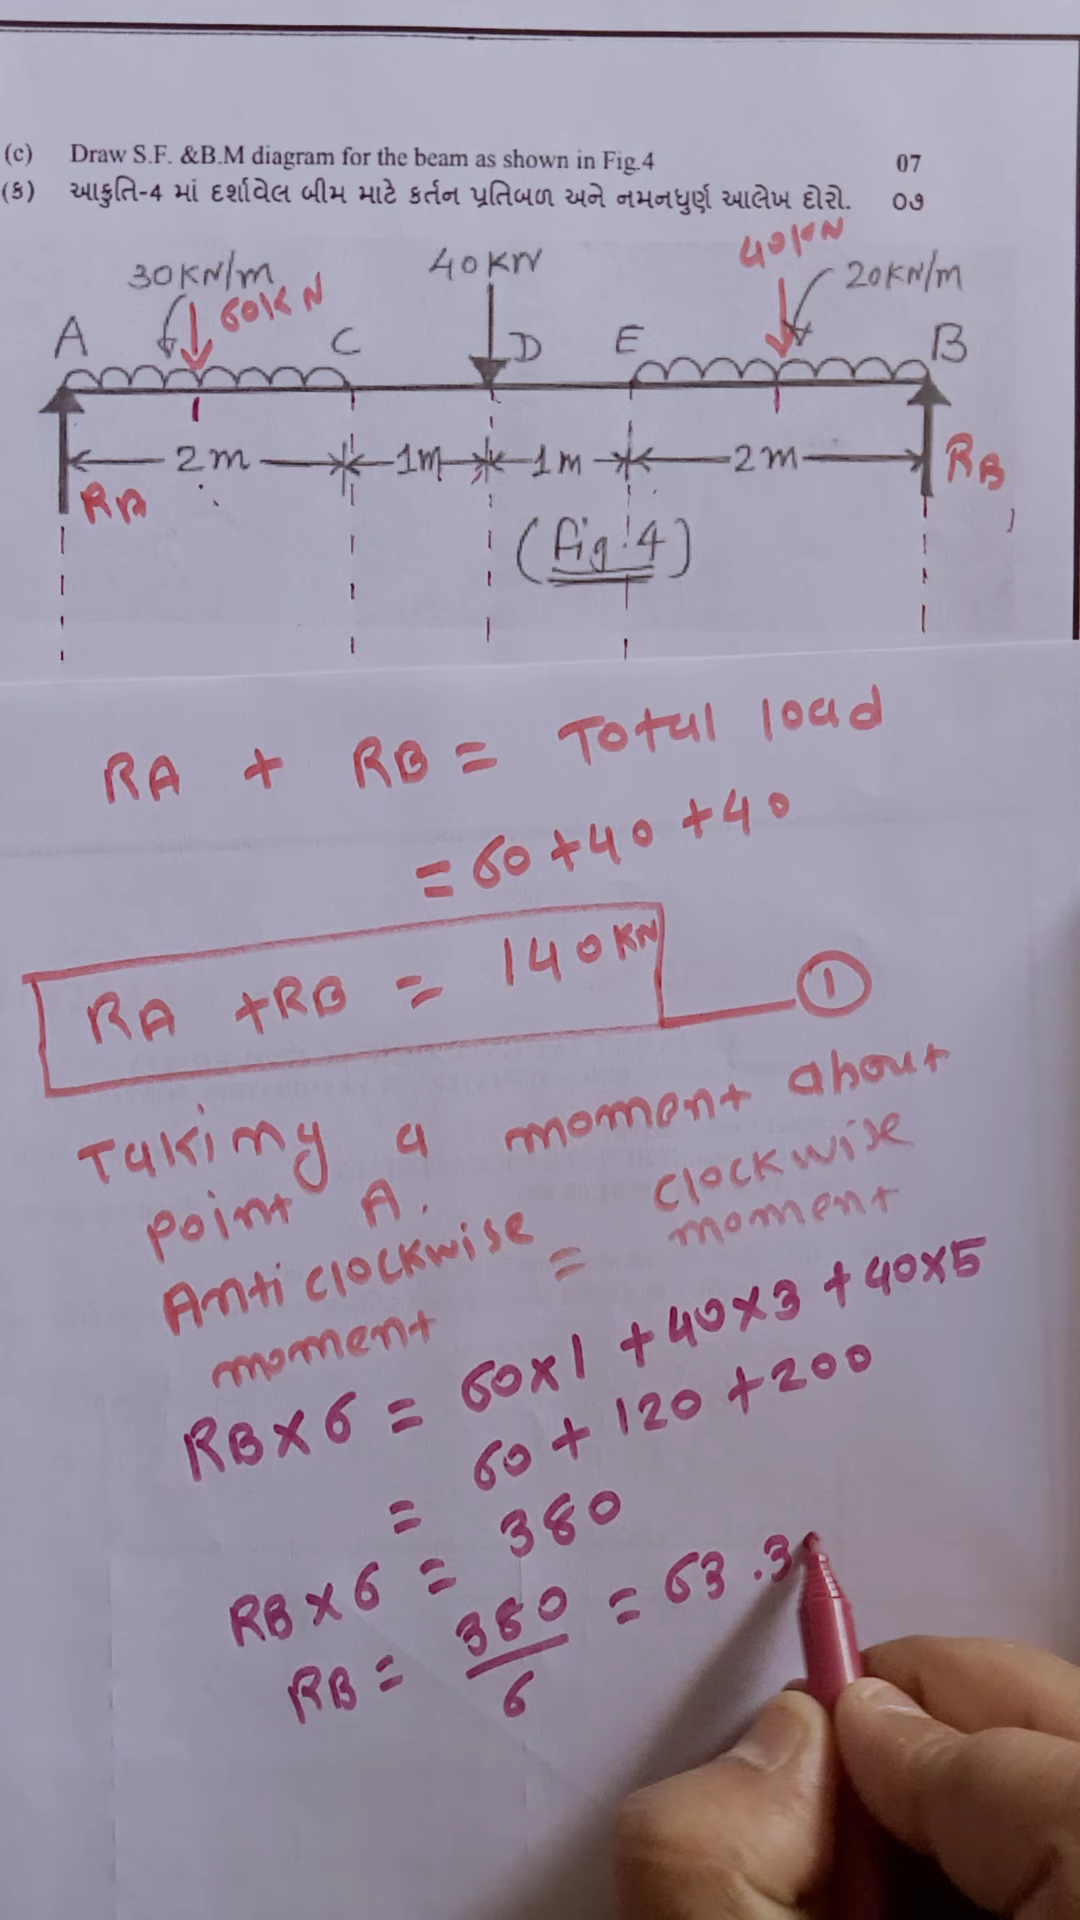 (c) Draw S.F. &B.M diagram for the beam as shown in Fig.4 07
(ક) આકૃતિ-4 માં દર્શાવેલ બીમ માટે કર્તન પ્રતિબળ અને નમનઘુર્ણ આલેખ દોરો. ૦૭
30KN/m 60KN 40KN 40KN 20KN/m
A C D E B
2m 1m 1m 2m
RA RB
(fig.4)
RA + RB = Total load
= 60+40+40
RA +RB = 140KN 1
Taking a moment about
point A.
Anticlockwise moment = clockwise moment
RB×6 = 60×1 + 40×3 + 40×5
= 60 + 120 + 200
RB×6 = 380
RB = 380/6 = 63.3